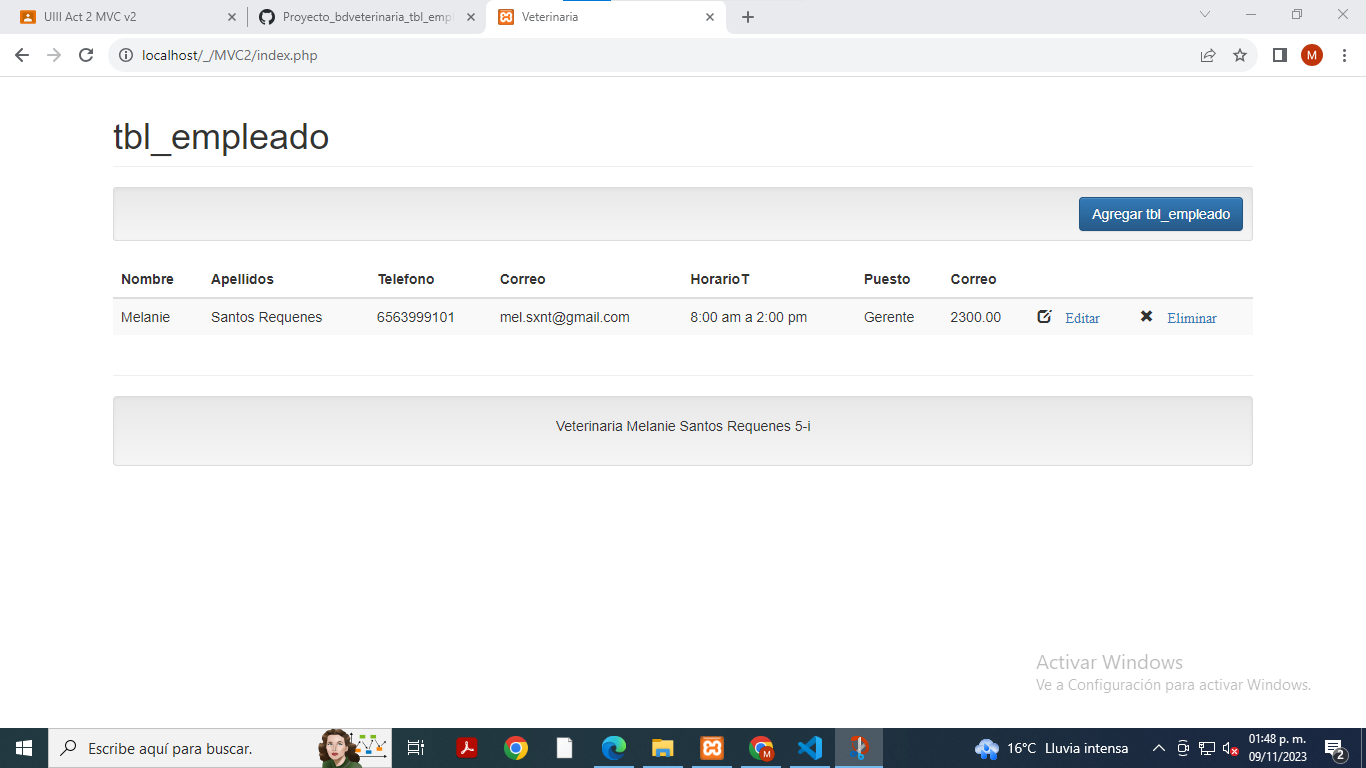 UIII Act 2 MVC v2
Proyecto_bdveterinaria_tbl_empl
Veterinaria
localhost/_/MVC2/index.php
M
tbl_empleado
Agregar tbl_empleado
Nombre Apellidos Telefono Correo HorarioT Puesto Correo
Melanie Santos Requenes 6563999101 mel.sxnt@gmail.com 8:00 am a 2:00 pm Gerente 2300.00 Editar Eliminar
Veterinaria Melanie Santos Requenes 5-i
Activar Windows
Ve a Configuración para activar Windows.
Escribe aquí para buscar.
M
16°C Lluvia intensa
01:48 p. m.
09/11/2023
2